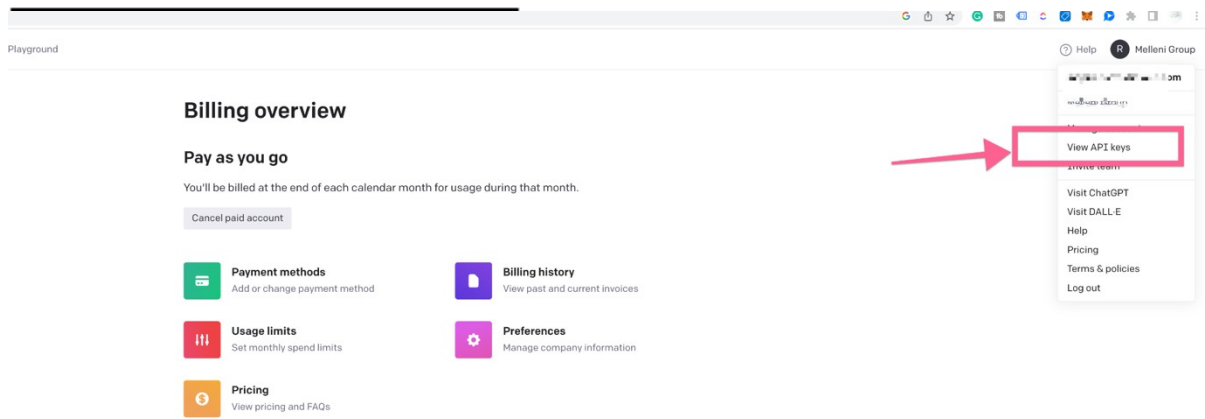 Playground
Help
R
Melleni Group
om
Billing overview
View API keys
Pay as you go
Invite team
You'll be billed at the end of each calendar month for usage during that month.
Visit ChatGPT
Cancel paid account
Visit DALL·E
Help
Pricing
Payment methods
Billing history
Terms & policies
Add or change payment method
View past and current invoices
Log out
Usage limits
Preferences
Set monthly spend limits
Manage company information
Pricing
View pricing and FAQs